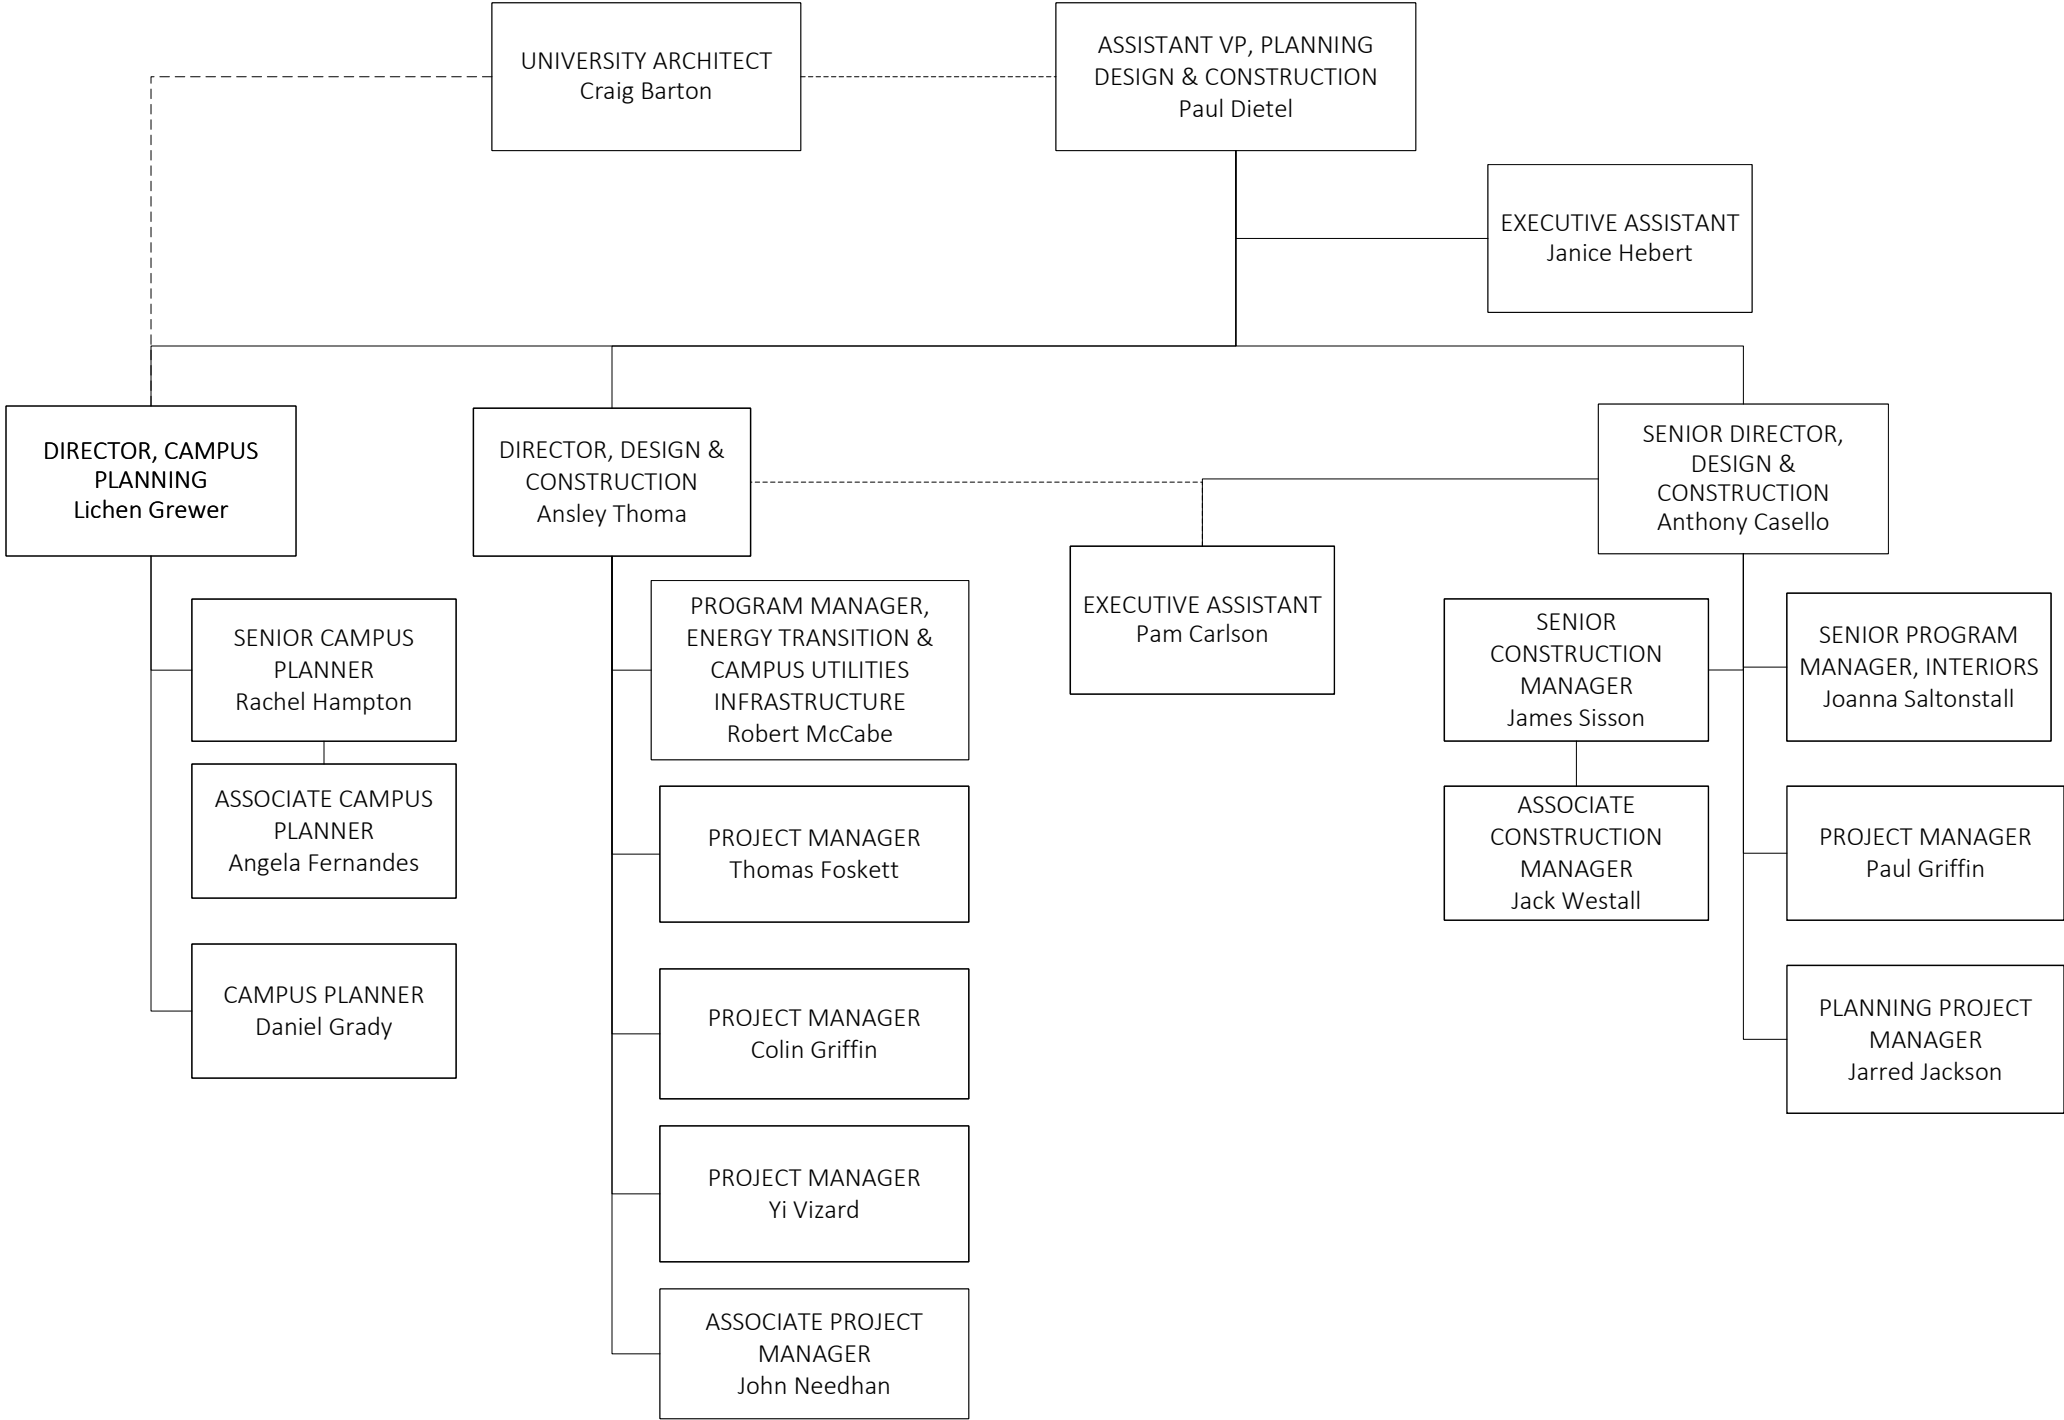 UNIVERSITY ARCHITECT
Craig Barton
ASSISTANT VP, PLANNING
DESIGN & CONSTRUCTION
Paul Dietel
EXECUTIVE ASSISTANT
Janice Hebert
DIRECTOR, CAMPUS
PLANNING
Lichen Grewer
DIRECTOR, DESIGN &
CONSTRUCTION
Ansley Thoma
SENIOR DIRECTOR,
DESIGN &
CONSTRUCTION
Anthony Casello
EXECUTIVE ASSISTANT
Pam Carlson
SENIOR CAMPUS
PLANNER
Rachel Hampton
ASSOCIATE CAMPUS
PLANNER
Angela Fernandes
CAMPUS PLANNER
Daniel Grady
PROGRAM MANAGER,
ENERGY TRANSITION &
CAMPUS UTILITIES
INFRASTRUCTURE
Robert McCabe
PROJECT MANAGER
Thomas Foskett
PROJECT MANAGER
Colin Griffin
PROJECT MANAGER
Yi Vizard
ASSOCIATE PROJECT
MANAGER
John Needhan
SENIOR
CONSTRUCTION
MANAGER
James Sisson
ASSOCIATE
CONSTRUCTION
MANAGER
Jack Westall
SENIOR PROGRAM
MANAGER, INTERIORS
Joanna Saltonstall
PROJECT MANAGER
Paul Griffin
PLANNING PROJECT
MANAGER
Jarred Jackson